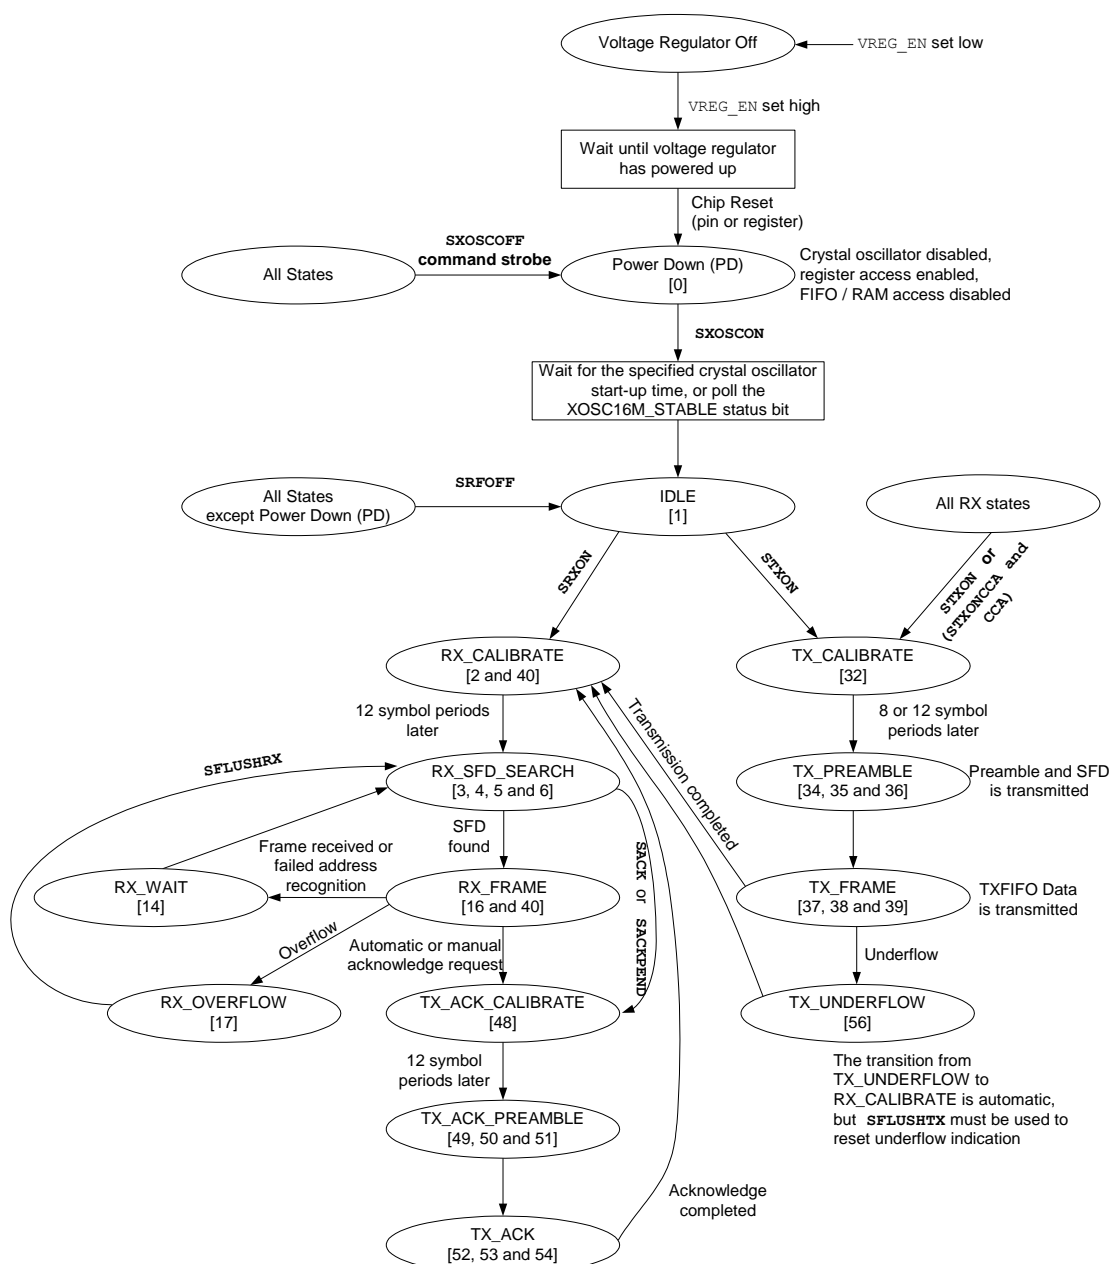 Voltage Regulator Off
VREG_EN set low
VREG_EN set high
Wait until voltage regulator
has powered up
Chip Reset
(pin or register)
SXOSCOFF
command strobe
All States
Power Down (PD)
[0]
Crystal oscillator disabled,
register access enabled,
FIFO / RAM access disabled
SXOSCON
Wait for the specified crystal oscillator
start-up time, or poll the
XOSC16M_STABLE status bit
All States
except Power Down (PD)
SRFOFF
IDLE
[1]
All RX states
SRXON
STXON
STXON or
(STXONCCA and
CCA)
RX_CALIBRATE
[2 and 40]
TX_CALIBRATE
[32]
12 symbol periods
later
8 or 12 symbol
periods later
Transmission completed
SFLUSHRX
RX_SFD_SEARCH
[3, 4, 5 and 6]
TX_PREAMBLE
[34, 35 and 36]
Preamble and SFD
is transmitted
SFD
found
Frame received or
failed address
recognition
SACK or SACKPEND
RX_WAIT
[14]
RX_FRAME
[16 and 40]
TX_FRAME
[37, 38 and 39]
TXFIFO Data
is transmitted
Overflow
Automatic or manual
acknowledge request
Underflow
RX_OVERFLOW
[17]
TX_ACK_CALIBRATE
[48]
TX_UNDERFLOW
[56]
12 symbol
periods later
The transition from
TX_UNDERFLOW to
RX_CALIBRATE is automatic,
but SFLUSHTX must be used to
reset underflow indication
TX_ACK_PREAMBLE
[49, 50 and 51]
Acknowledge
completed
TX_ACK
[52, 53 and 54]